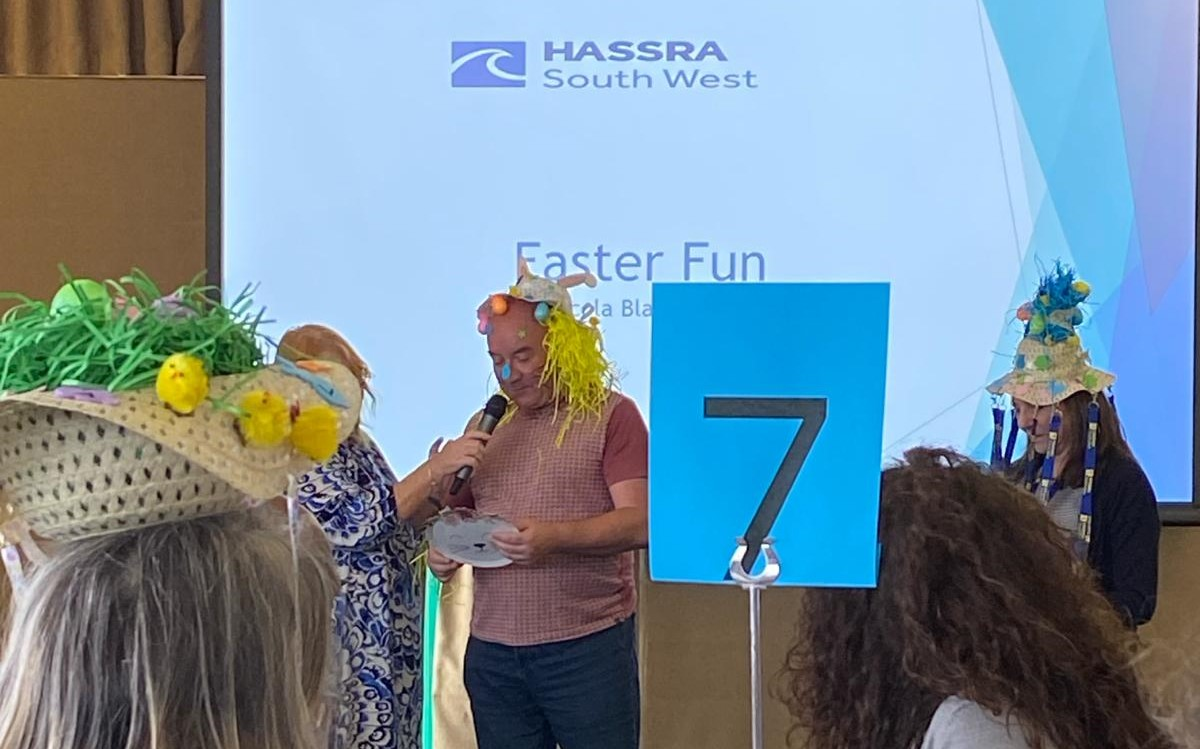 HASSRA
South West
Easter Fun
7